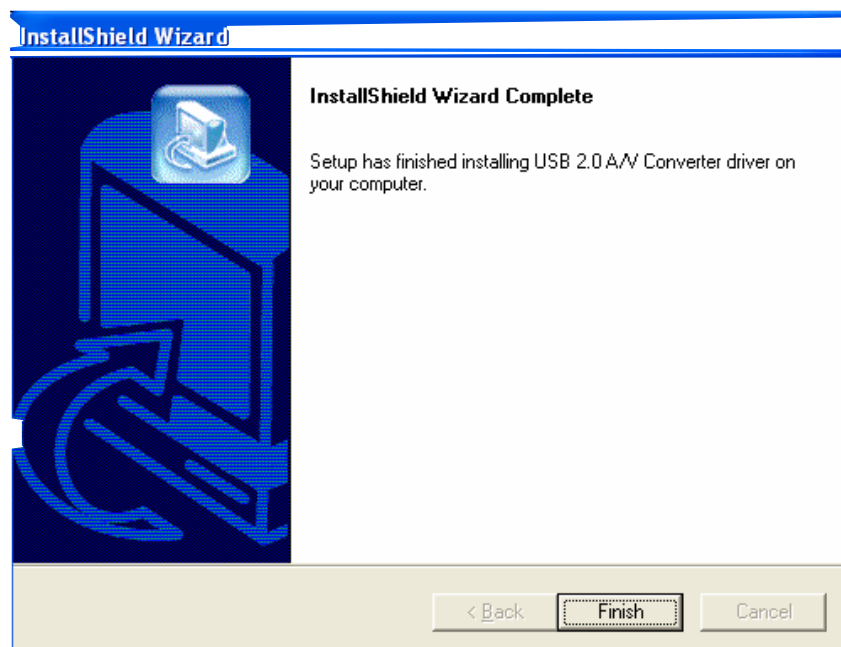 InstallShield Wizard
InstallShield Wizard Complete
Setup has finished installing USB 2.0 A/V Converter driver on
your computer.
< Back
Finish
Cancel